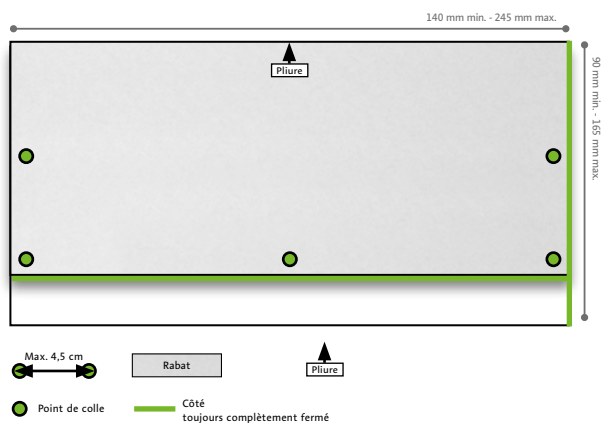 140 mm min. - 245 mm max.
Pliure
90 mm min. - 165 mm max.
Max. 4,5 cm
Rabat
Pliure
Point de colle
Côté
toujours complètement fermé